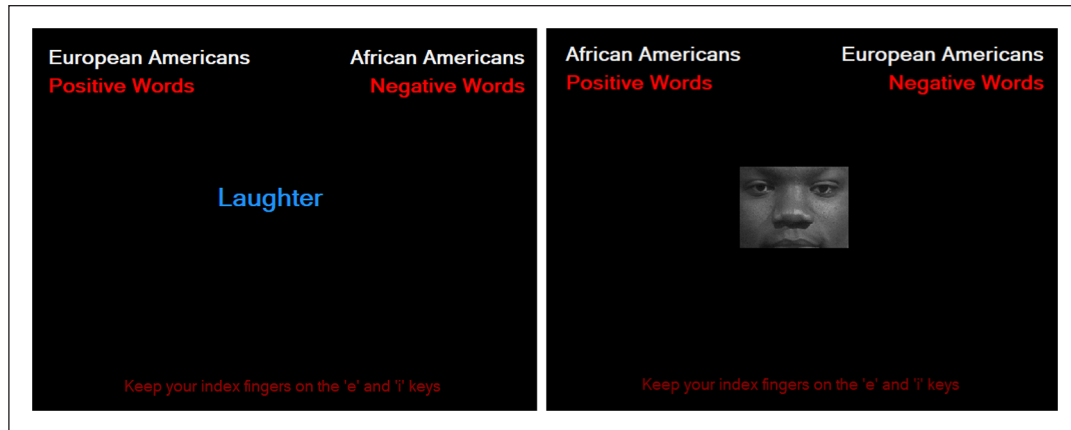 European Americans African Americans
Positive Words Negative Words
Laughter
Keep your index fingers on the 'e' and 'i' keys
African Americans European Americans
Positive Words Negative Words
Keep your index fingers on the 'e' and 'i' keys